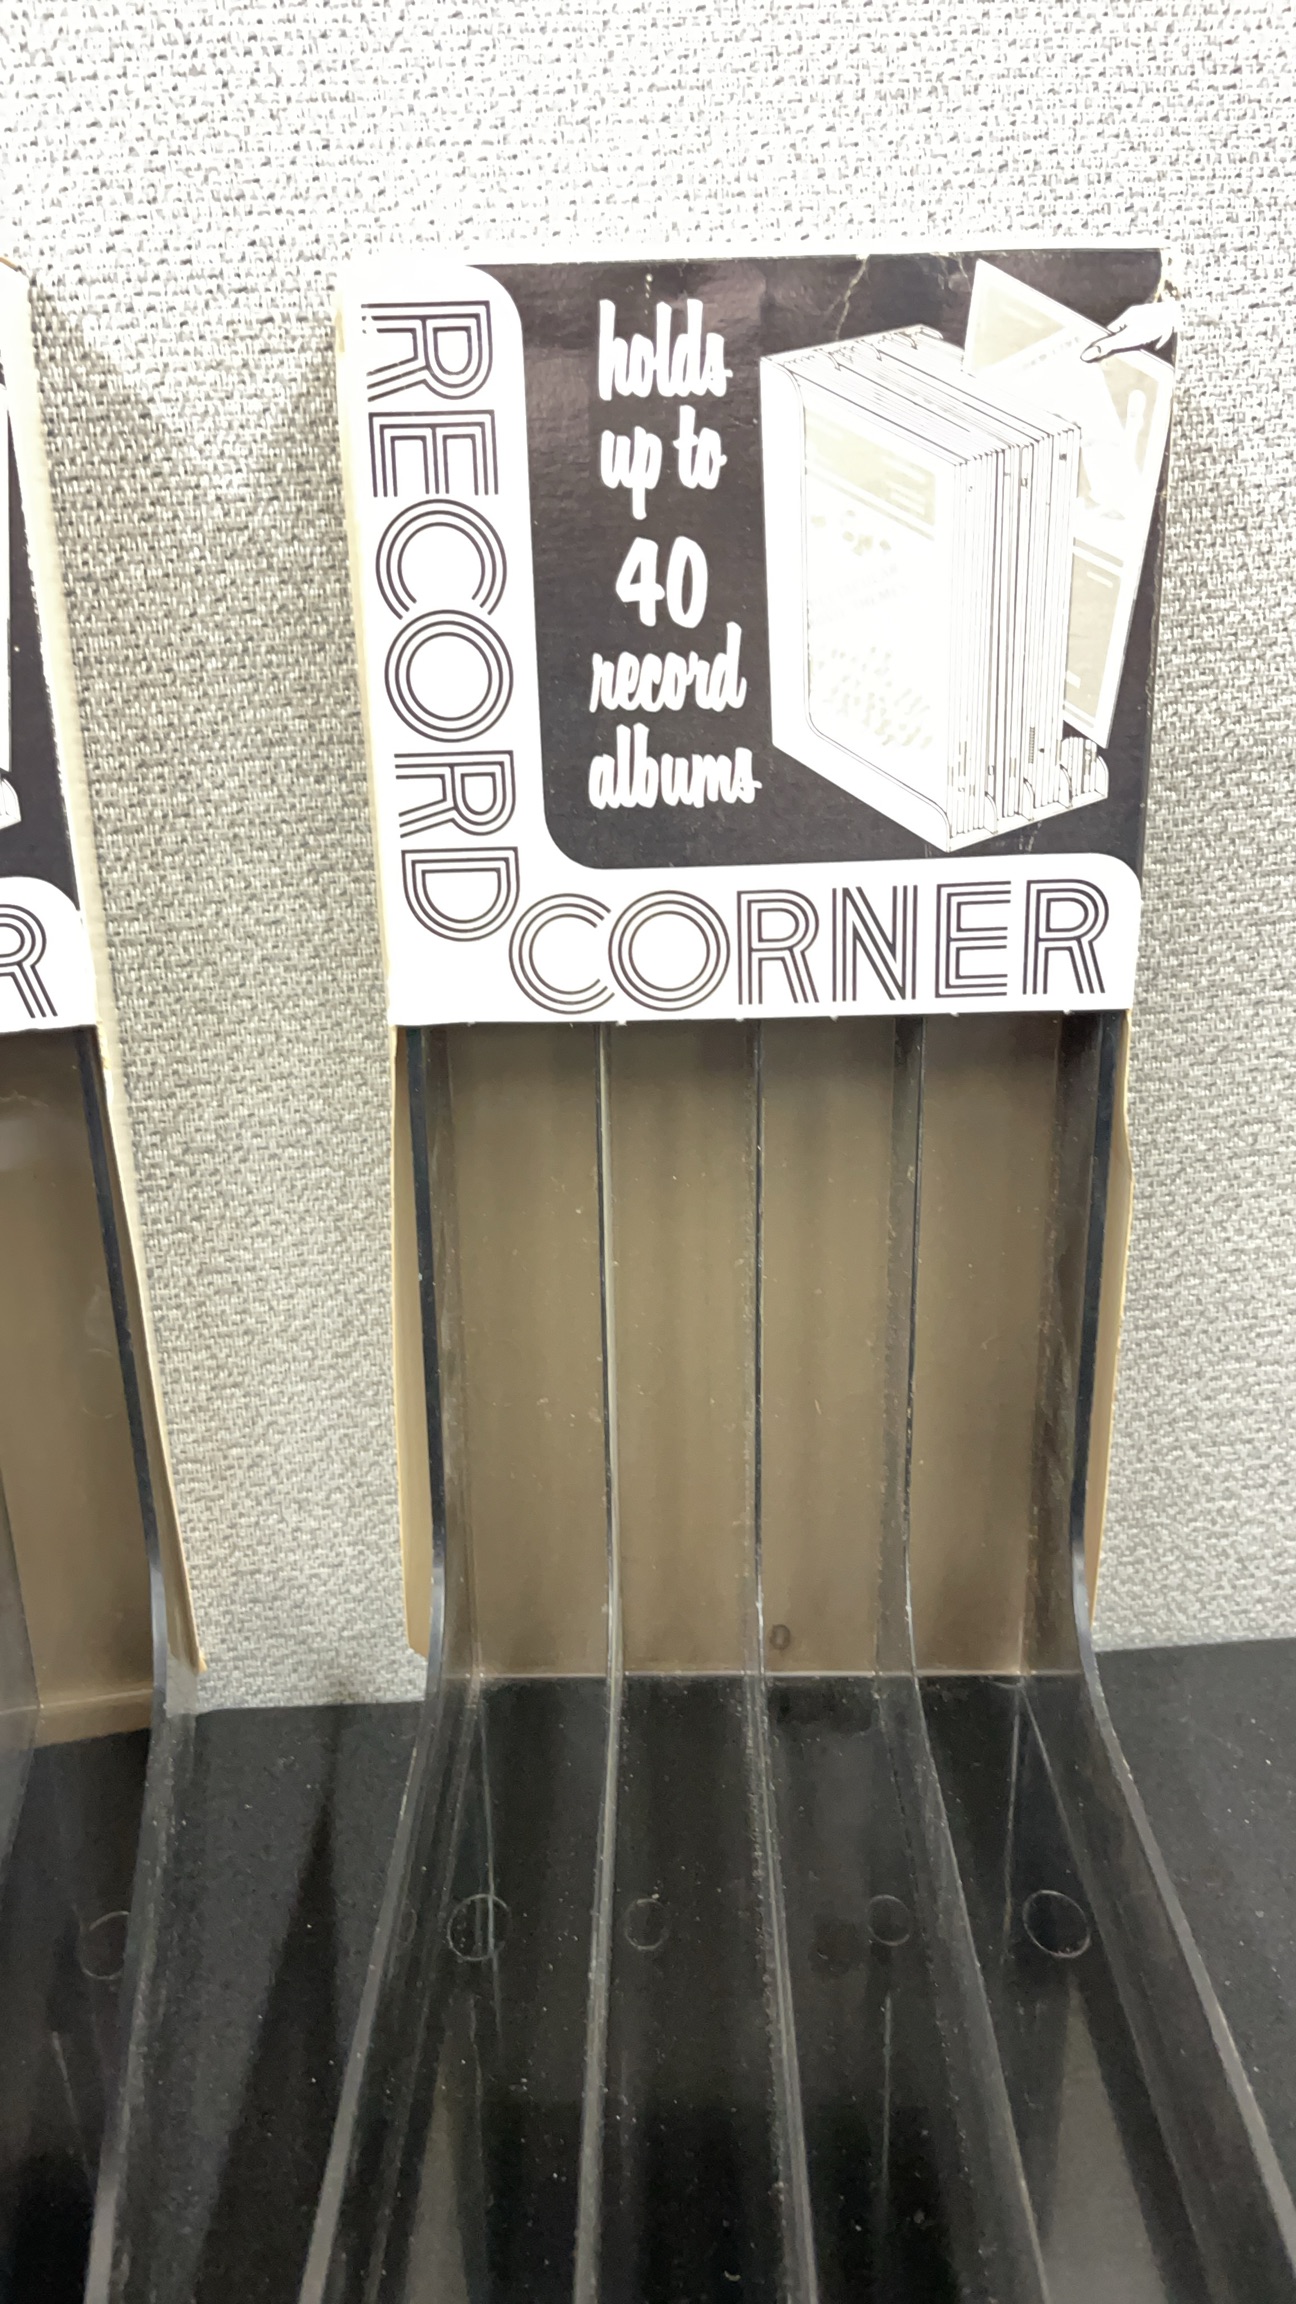 RECORD
holds
up to
40
record
albums
CORNER
R